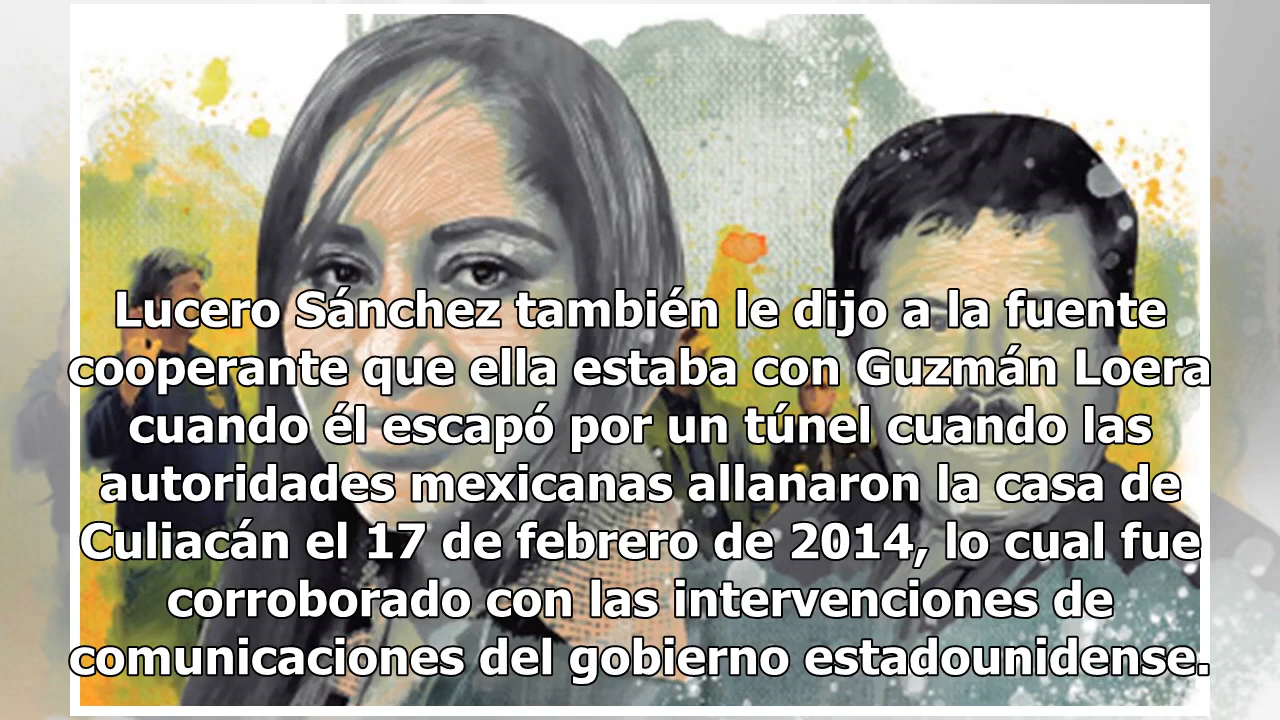 Lucero Sánchez también le dijo a la fuente
cooperante que ella estaba con Guzmán Loera
cuando él escapó por un túnel cuando las
autoridades mexicanas allanaron la casa de
Culiacán el 17 de febrero de 2014, lo cual fue
corroborado con las intervenciones de
comunicaciones del gobierno estadounidense.